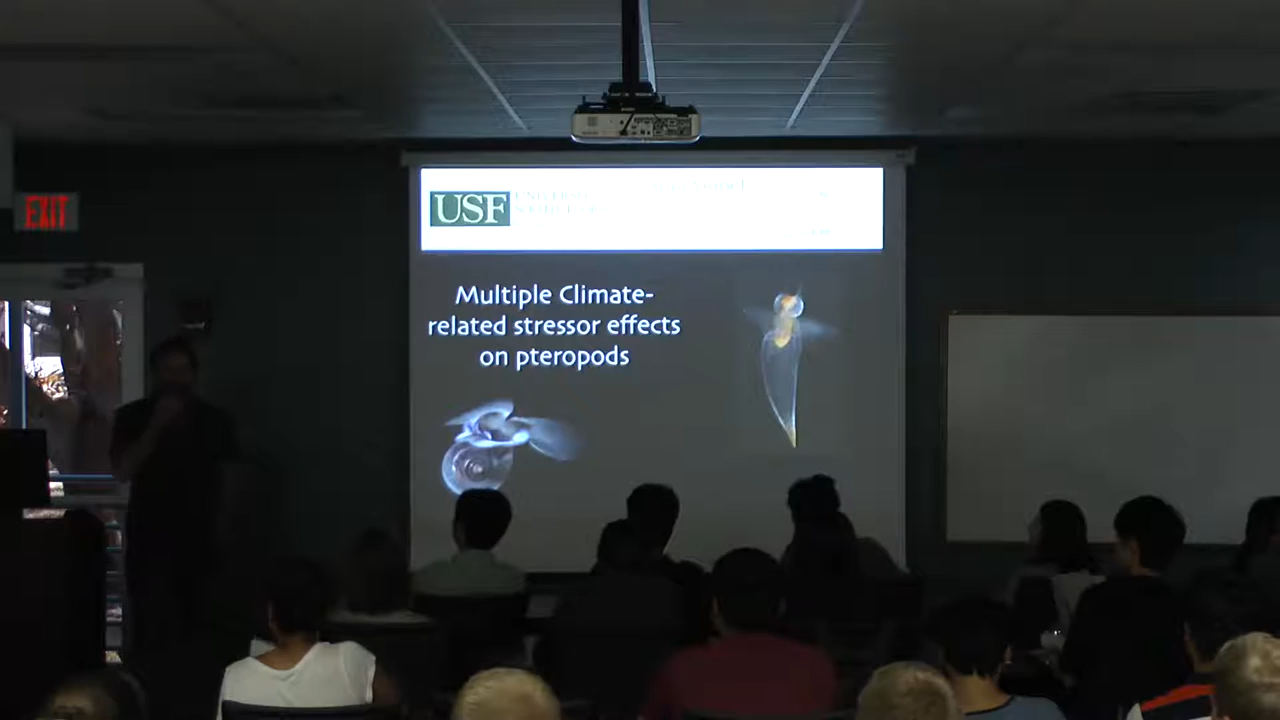 EXIT
USF
Multiple Climate-
related stressor effects
on pteropods